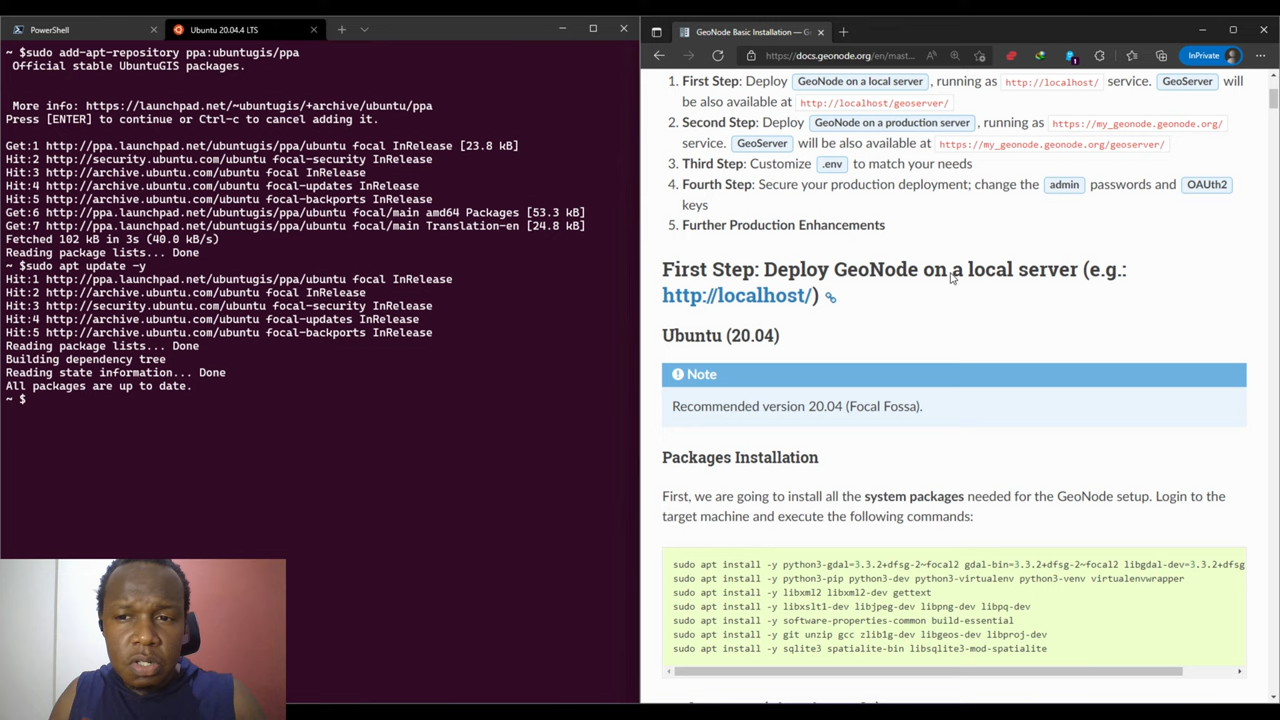 PowerShell
Ubuntu 20.04.4 LTS
~ $sudo add-apt-repository ppa:ubuntugis/ppa
Official stable UbuntuGIS packages.
More info: https://launchpad.net/~ubuntugis/+archive/ubuntu/ppa
Press [ENTER] to continue or Ctrl-c to cancel adding it.
Get:1 http://ppa.launchpad.net/ubuntugis/ppa/ubuntu focal InRelease [23.8 kB]
Hit:2 http://security.ubuntu.com/ubuntu focal-security InRelease
Hit:3 http://archive.ubuntu.com/ubuntu focal InRelease
Hit:4 http://archive.ubuntu.com/ubuntu focal-updates InRelease
Hit:5 http://archive.ubuntu.com/ubuntu focal-backports InRelease
Get:6 http://ppa.launchpad.net/ubuntugis/ppa/ubuntu focal/main amd64 Packages [53.3 kB]
Get:7 http://ppa.launchpad.net/ubuntugis/ppa/ubuntu focal/main Translation-en [24.8 kB]
Fetched 102 kB in 3s (40.0 kB/s)
Reading package lists... Done
~ $sudo apt update -y
Hit:1 http://ppa.launchpad.net/ubuntugis/ppa/ubuntu focal InRelease
Hit:2 http://archive.ubuntu.com/ubuntu focal InRelease
Hit:3 http://security.ubuntu.com/ubuntu focal-security InRelease
Hit:4 http://archive.ubuntu.com/ubuntu focal-updates InRelease
Hit:5 http://archive.ubuntu.com/ubuntu focal-backports InRelease
Reading package lists... Done
Building dependency tree
Reading state information... Done
All packages are up to date.
~ $
GeoNode Basic Installation — G
https://docs.geonode.org/en/mast...
InPrivate
1. First Step: Deploy GeoNode on a local server, running as http://localhost/ service. GeoServer will
be also available at http://localhost/geoserver/
2. Second Step: Deploy GeoNode on a production server, running as https://my_geonode.geonode.org/
service. GeoServer will be also available at https://my_geonode.geonode.org/geoserver/
3. Third Step: Customize .env to match your needs
4. Fourth Step: Secure your production deployment; change the admin passwords and OAUth2
keys
5. Further Production Enhancements
First Step: Deploy GeoNode on a local server (e.g.:
http://localhost/)
Ubuntu (20.04)
Note
Recommended version 20.04 (Focal Fossa).
Packages Installation
First, we are going to install all the system packages needed for the GeoNode setup. Login to the
target machine and execute the following commands:
sudo apt install -y python3-gdal=3.3.2+dfsg-2~focal2 gdal-bin=3.3.2+dfsg-2~focal2 libgdal-dev=3.3.2+dfsg
sudo apt install -y python3-pip python3-dev python3-virtualenv python3-venv virtualenvwrapper
sudo apt install -y libxml2 libxml2-dev gettext
sudo apt install -y libxslt1-dev libjpeg-dev libpng-dev libpq-dev
sudo apt install -y software-properties-common build-essential
sudo apt install -y git unzip gcc zlib1g-dev libgeos-dev libproj-dev
sudo apt install -y sqlite3 spatialite-bin libsqlite3-mod-spatialite